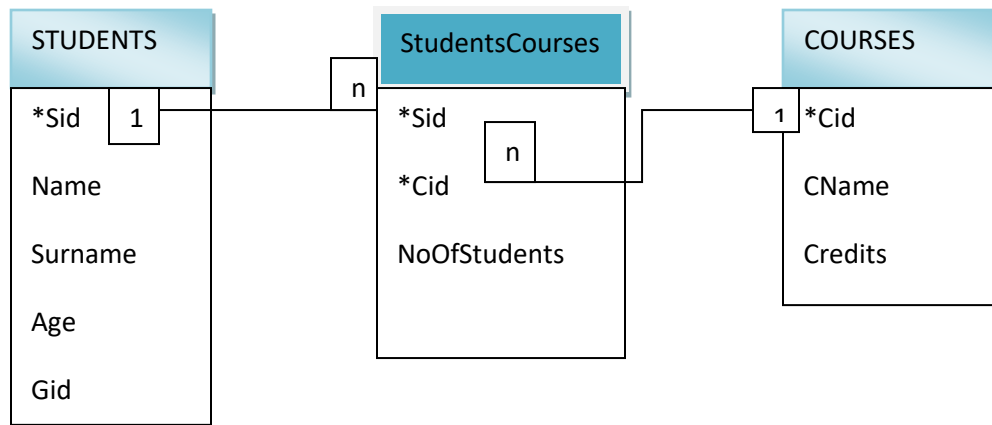 STUDENTS
*Sid
1
Name
Surname
Age
Gid
n
StudentsCourses
*Sid
n
*Cid
NoOfStudents
COURSES
1
*Cid
CName
Credits